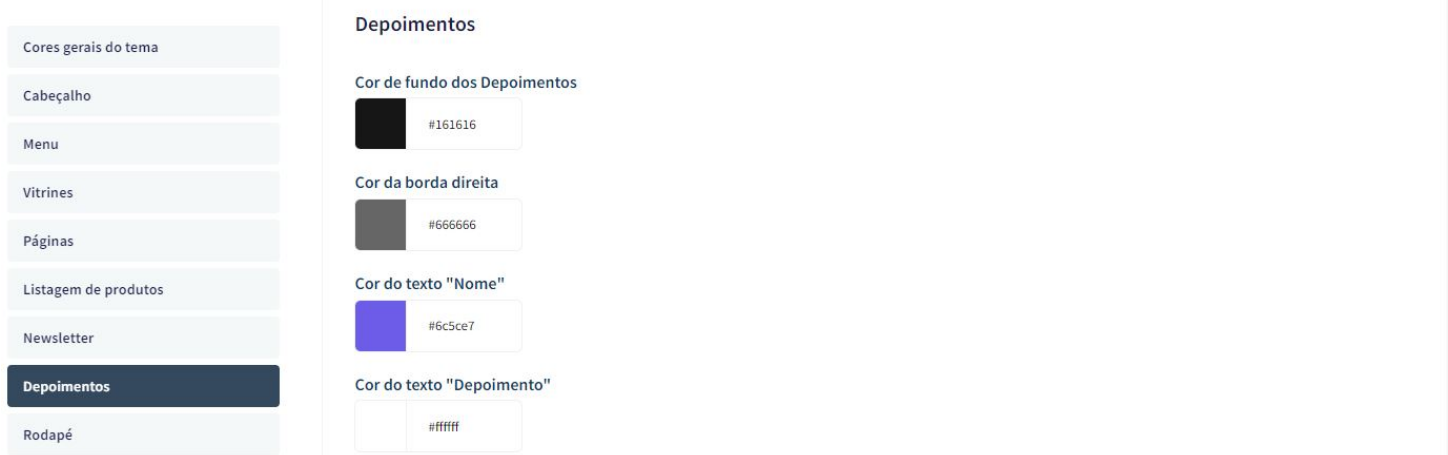 Cores gerais do tema
Cabeçalho
Menu
Vitrines
Páginas
Listagem de produtos
Newsletter
Depoimentos
Rodapé
Depoimentos
Cor de fundo dos Depoimentos
#161616
Cor da borda direita
#666666
Cor do texto "Nome"
#6c5ce7
Cor do texto "Depoimento"
#ffffff